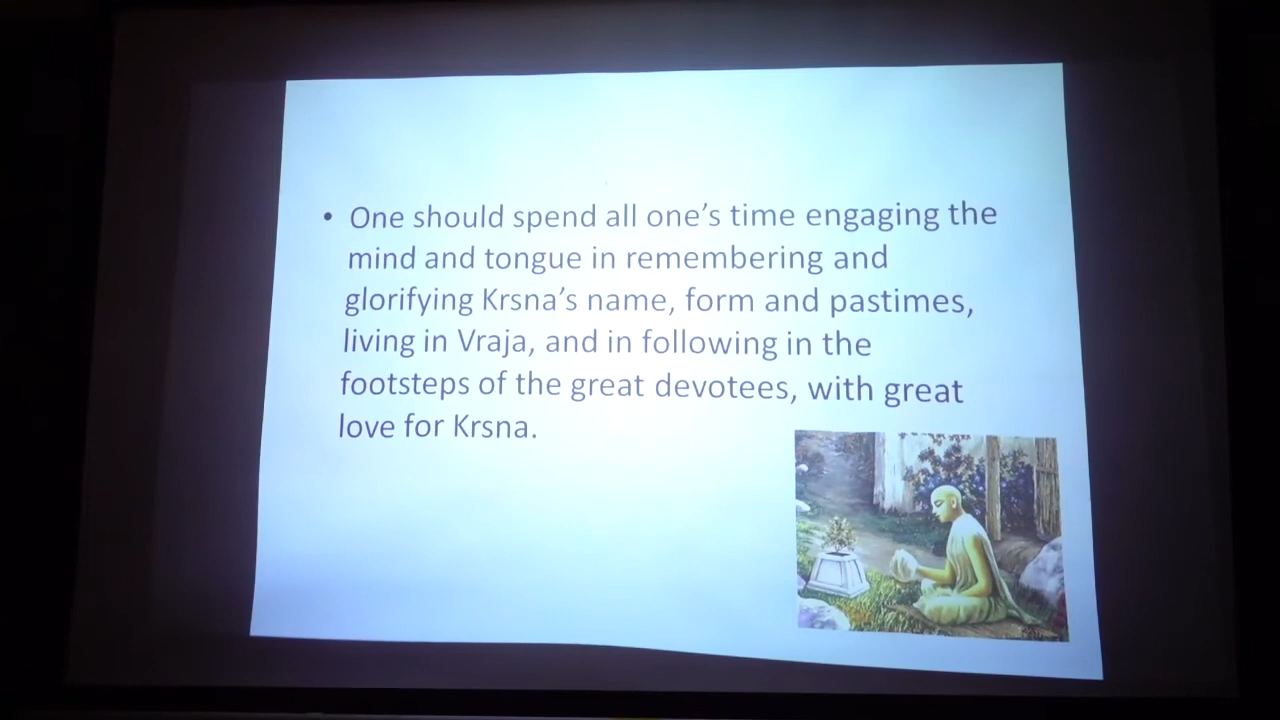 • One should spend all one's time engaging the
mind and tongue in remembering and
glorifying Krsna's name, form and pastimes,
living in Vraja, and in following in the
footsteps of the great devotees, with great
love for Krsna.